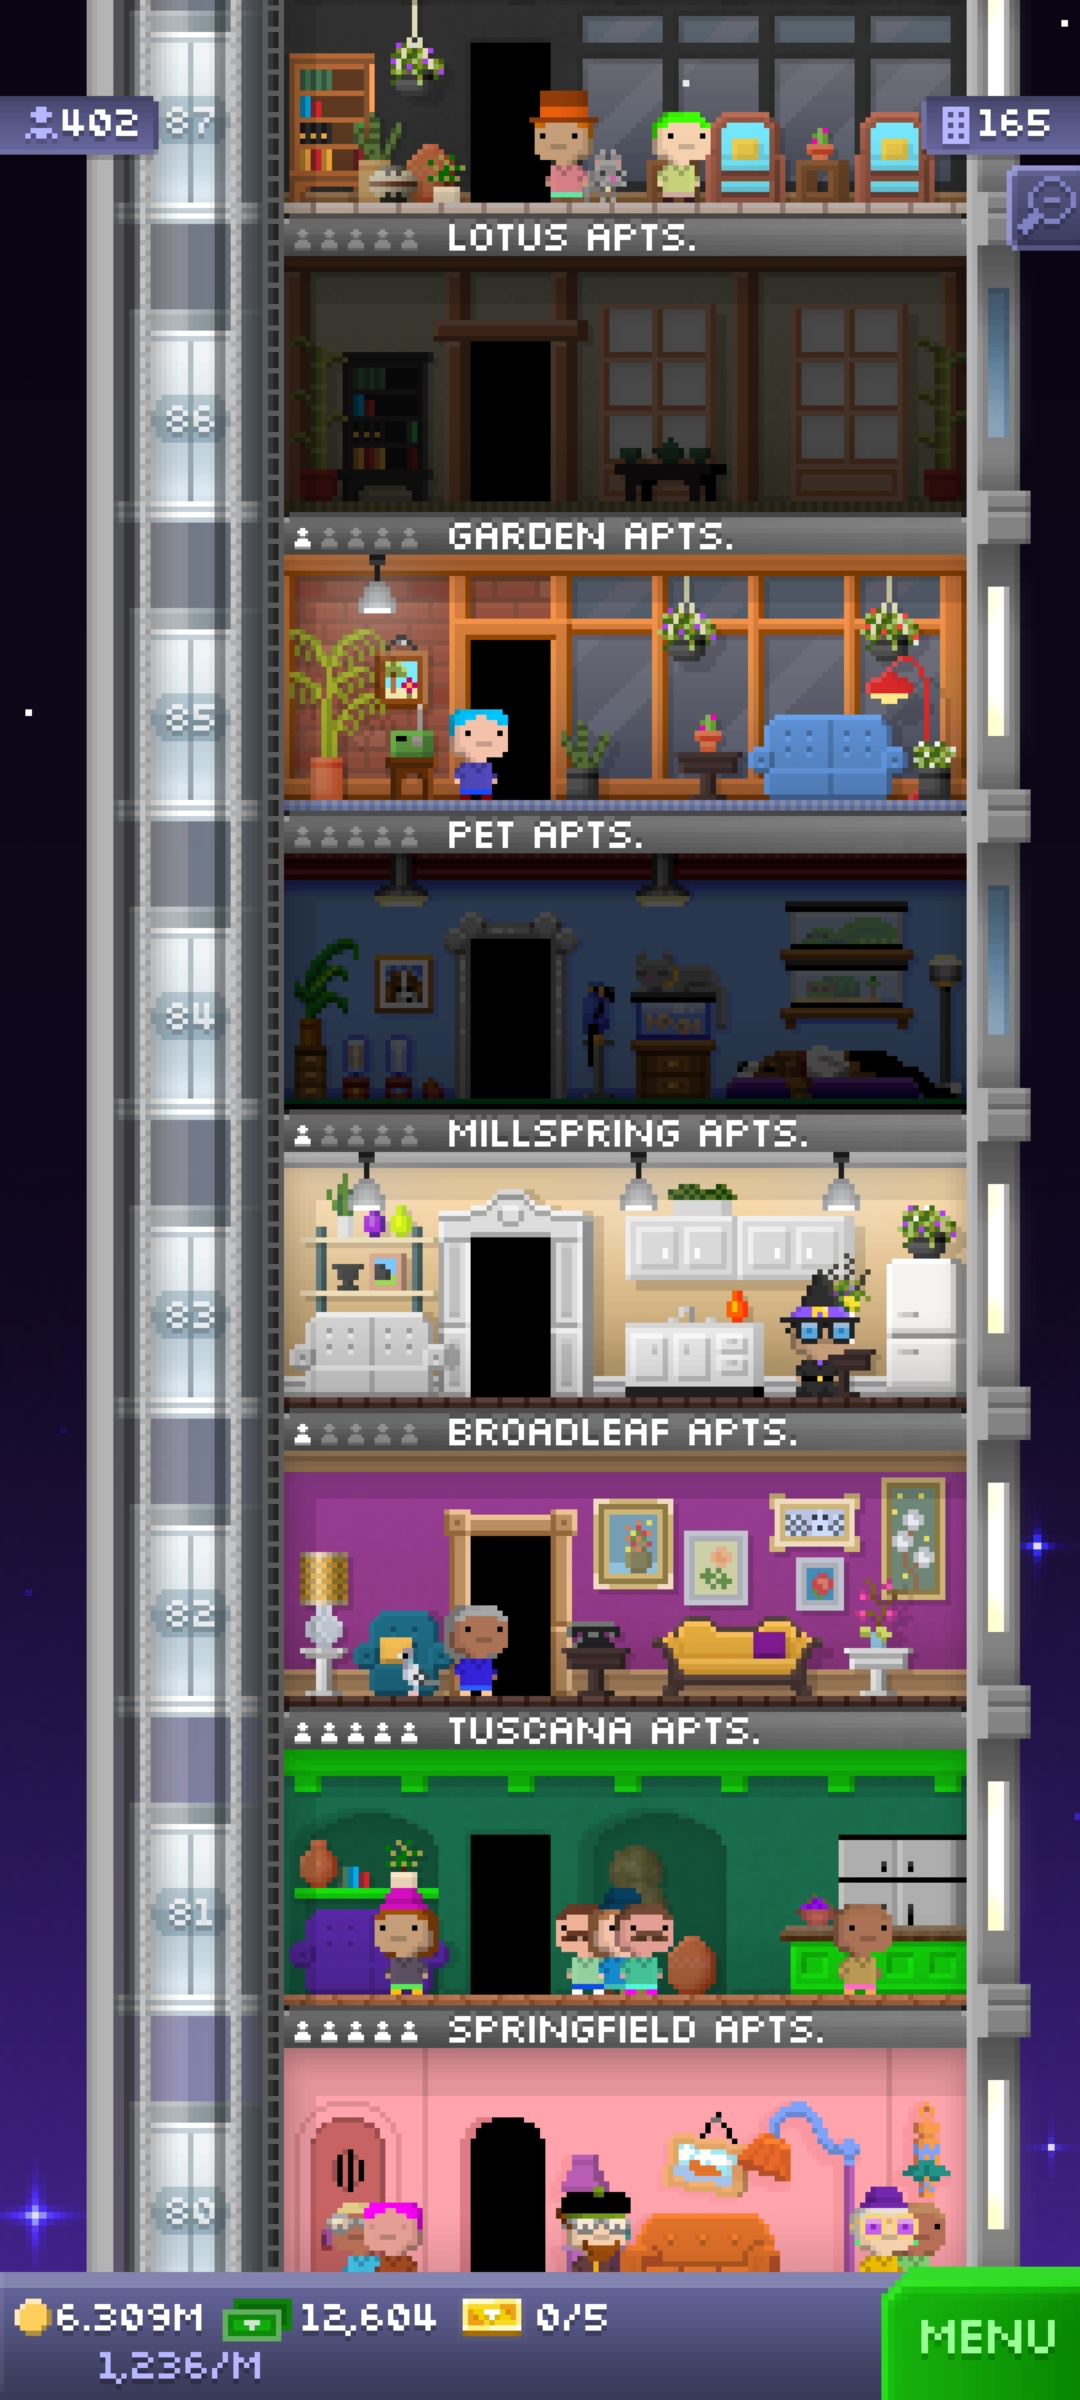 402
87
165
LOTUS APTS.
86
GARDEN APTS.
85
PET APTS.
84
MILLSPRING APTS.
83
BROADLEAF APTS.
82
TUSCANA APTS.
81
SPRINGFIELD APTS.
80
6.309M 12,604 0/5
1,236/M
MENU